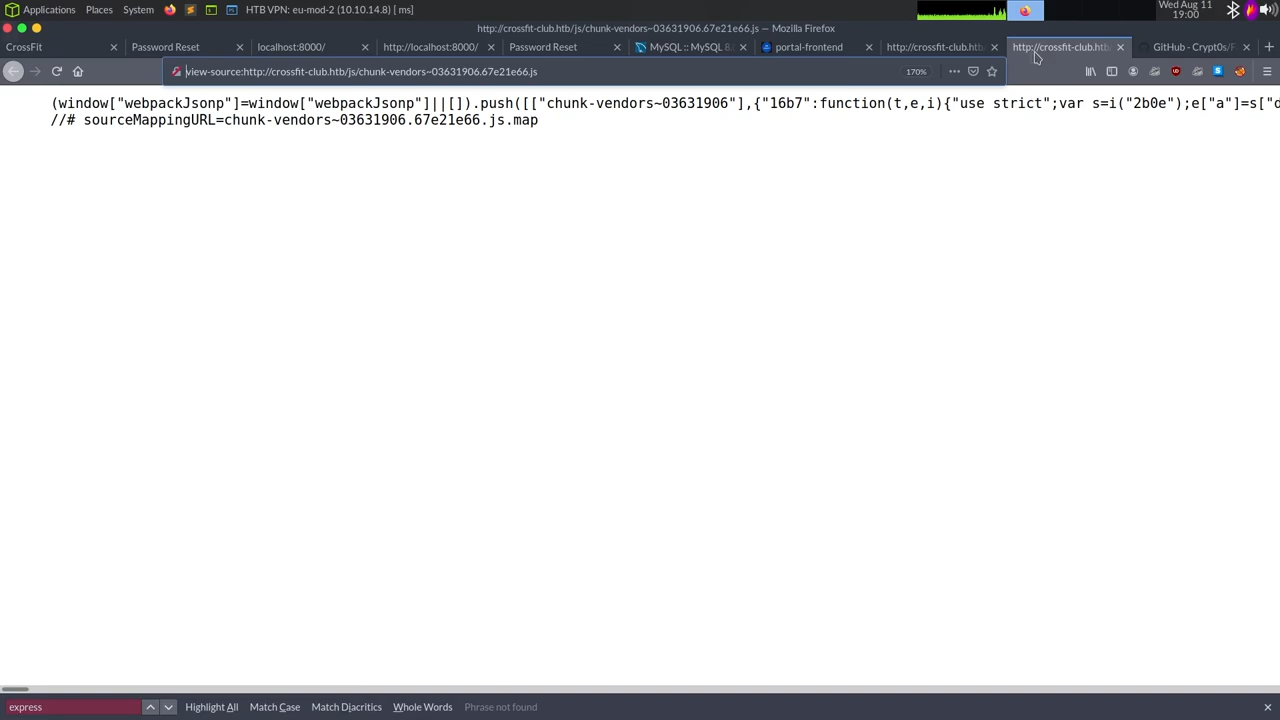 Applications Places System HTB VPN: eu-mod-2 (10.10.14.8) [ ms] Wed Aug 11
19:00
http://crossfit-club.htb/js/chunk-vendors~03631906.67e21e66.js — Mozilla Firefox
CrossFit Password Reset localhost:8000/ http://localhost:8000/ Password Reset MySQL :: MySQL 8. portal-frontend http://crossfit-club.htb http://crossfit-club.htb GitHub - Crypt0s/F
view-source:http://crossfit-club.htb/js/chunk-vendors~03631906.67e21e66.js 170%
(window["webpackJsonp"]=window["webpackJsonp"]||[]).push([["chunk-vendors~03631906"],{"16b7":function(t,e,i){"use strict";var s=i("2b0e");e["a"]=s["d
//# sourceMappingURL=chunk-vendors~03631906.67e21e66.js.map
express Highlight All Match Case Match Diacritics Whole Words Phrase not found